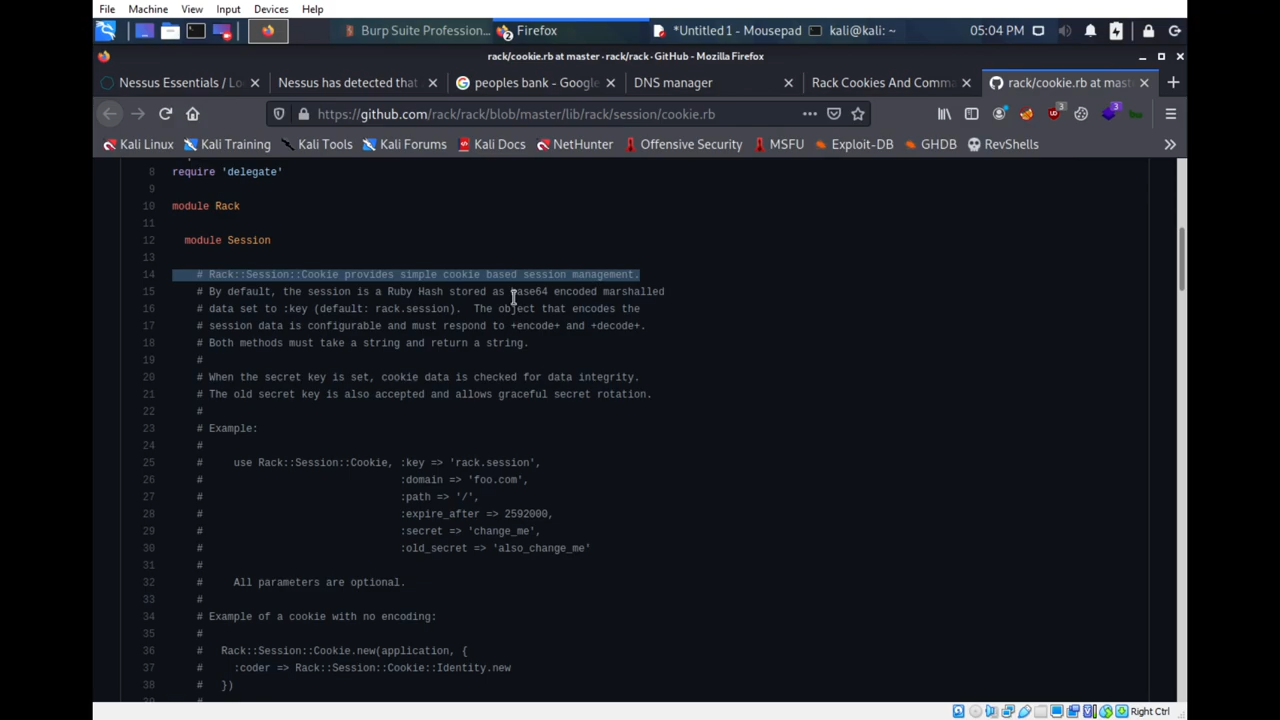 File Machine View Input Devices Help
Burp Suite Profession... Firefox 2 *Untitled 1 - Mousepad kali@kali: ~ 05:04 PM
rack/cookie.rb at master · rack/rack · GitHub - Mozilla Firefox
Nessus Essentials / Lo Nessus has detected that peoples bank - Google DNS manager Rack Cookies And Comma rack/cookie.rb at mast
https://github.com/rack/rack/blob/master/lib/rack/session/cookie.rb 3 3
Kali Linux Kali Training Kali Tools Kali Forums Kali Docs NetHunter Offensive Security MSFU Exploit-DB GHDB RevShells
8 require 'delegate'
9
10 module Rack
11
12 module Session
13
14 # Rack::Session::Cookie provides simple cookie based session management.
15 # By default, the session is a Ruby Hash stored as base64 encoded marshalled
16 # data set to :key (default: rack.session). The object that encodes the
17 # session data is configurable and must respond to +encode+ and +decode+.
18 # Both methods must take a string and return a string.
19 #
20 # When the secret key is set, cookie data is checked for data integrity.
21 # The old secret key is also accepted and allows graceful secret rotation.
22 #
23 # Example:
24 #
25 # use Rack::Session::Cookie, :key => 'rack.session',
26 # :domain => 'foo.com',
27 # :path => '/',
28 # :expire_after => 2592000,
29 # :secret => 'change_me',
30 # :old_secret => 'also_change_me'
31 #
32 # All parameters are optional.
33 #
34 # Example of a cookie with no encoding:
35 #
36 # Rack::Session::Cookie.new(application, {
37 # :coder => Rack::Session::Cookie::Identity.new
38 # })
Right Ctrl